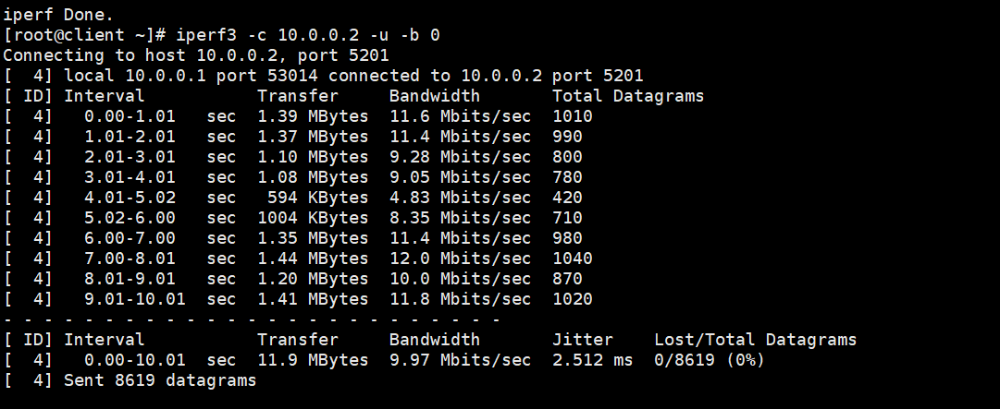 iperf Done.
[root@client ~]# iperf3 -c 10.0.0.2 -u -b 0
Connecting to host 10.0.0.2, port 5201
[  4] local 10.0.0.1 port 53014 connected to 10.0.0.2 port 5201
[ ID] Interval           Transfer     Bandwidth       Total Datagrams
[  4]   0.00-1.01   sec  1.39 MBytes  11.6 Mbits/sec  1010
[  4]   1.01-2.01   sec  1.37 MBytes  11.4 Mbits/sec  990
[  4]   2.01-3.01   sec  1.10 MBytes  9.28 Mbits/sec  800
[  4]   3.01-4.01   sec  1.08 MBytes  9.05 Mbits/sec  780
[  4]   4.01-5.02   sec   594 KBytes  4.83 Mbits/sec  420
[  4]   5.02-6.00   sec  1004 KBytes  8.35 Mbits/sec  710
[  4]   6.00-7.00   sec  1.35 MBytes  11.4 Mbits/sec  980
[  4]   7.00-8.01   sec  1.44 MBytes  12.0 Mbits/sec  1040
[  4]   8.01-9.01   sec  1.20 MBytes  10.0 Mbits/sec  870
[  4]   9.01-10.01  sec  1.41 MBytes  11.8 Mbits/sec  1020
- - - - - - - - - - - - - - - - - - - - - - - - -
[ ID] Interval           Transfer     Bandwidth       Jitter    Lost/Total Datagrams
[  4]   0.00-10.01  sec  11.9 MBytes  9.97 Mbits/sec  2.512 ms  0/8619 (0%)
[  4] Sent 8619 datagrams